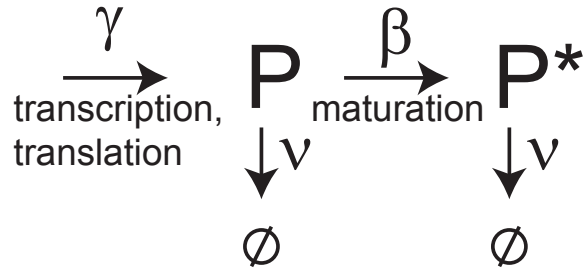 γ β
P P*
transcription, maturation
translation
ν ν
∅ ∅